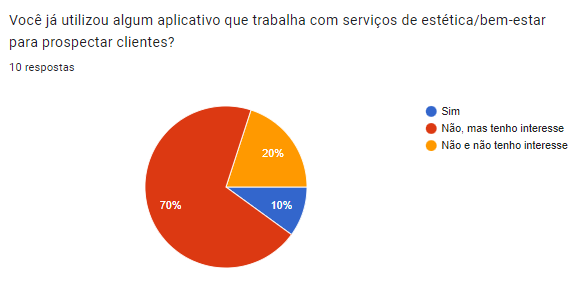 Você já utilizou algum aplicativo que trabalha com serviços de estética/bem-estar
para prospectar clientes?
10 respostas
Sim
Não, mas tenho interesse
Não e não tenho interesse
20%
10%
70%